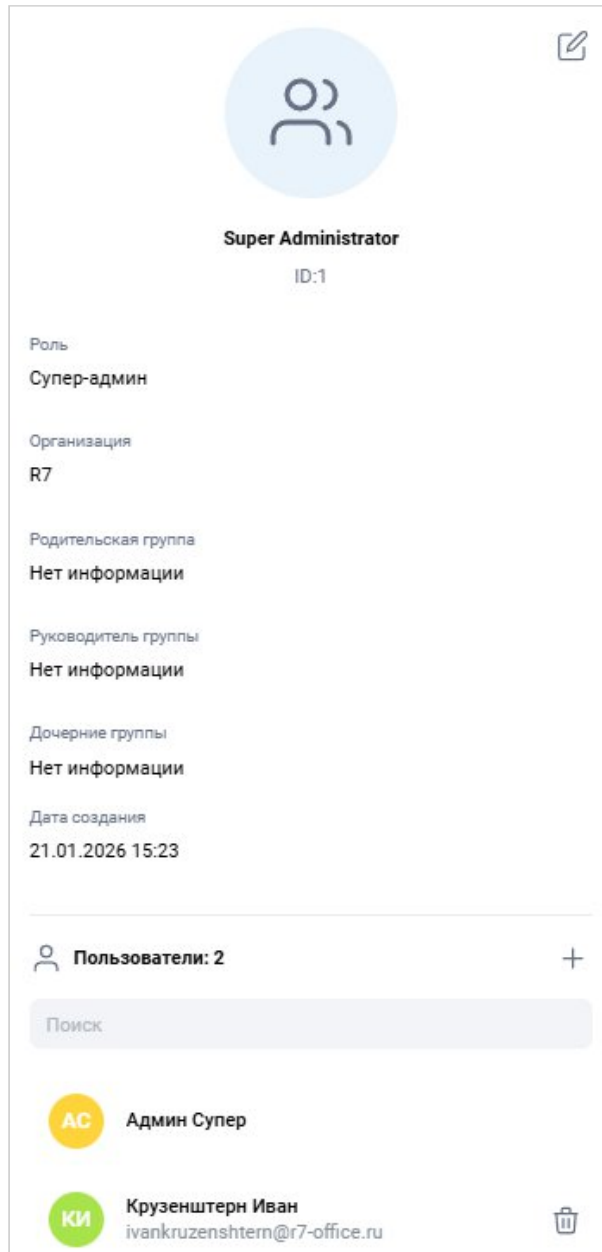 Super Administrator
ID:1
Роль
Супер-админ
Организация
R7
Родительская группа
Нет информации
Руководитель группы
Нет информации
Дочерние группы
Нет информации
Дата создания
21.01.2026 15:23
Пользователи: 2
Поиск
АС
Админ Супер
КИ
Крузенштерн Иван
ivankruzenshtern@r7-office.ru